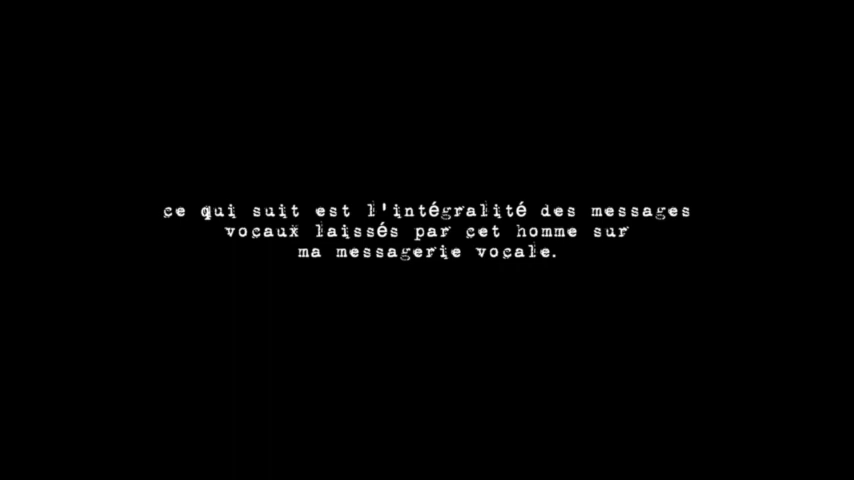 ce qui suit est l'intégralité des messages
vocaux laissés par cet homme sur
ma messagerie vocale.